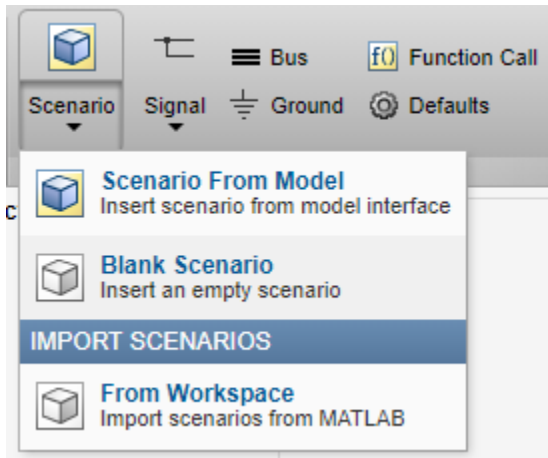 Bus
f() Function Call
Scenario
Signal
Ground
Defaults
Scenario From Model
Insert scenario from model interface
Blank Scenario
Insert an empty scenario
IMPORT SCENARIOS
From Workspace
Import scenarios from MATLAB